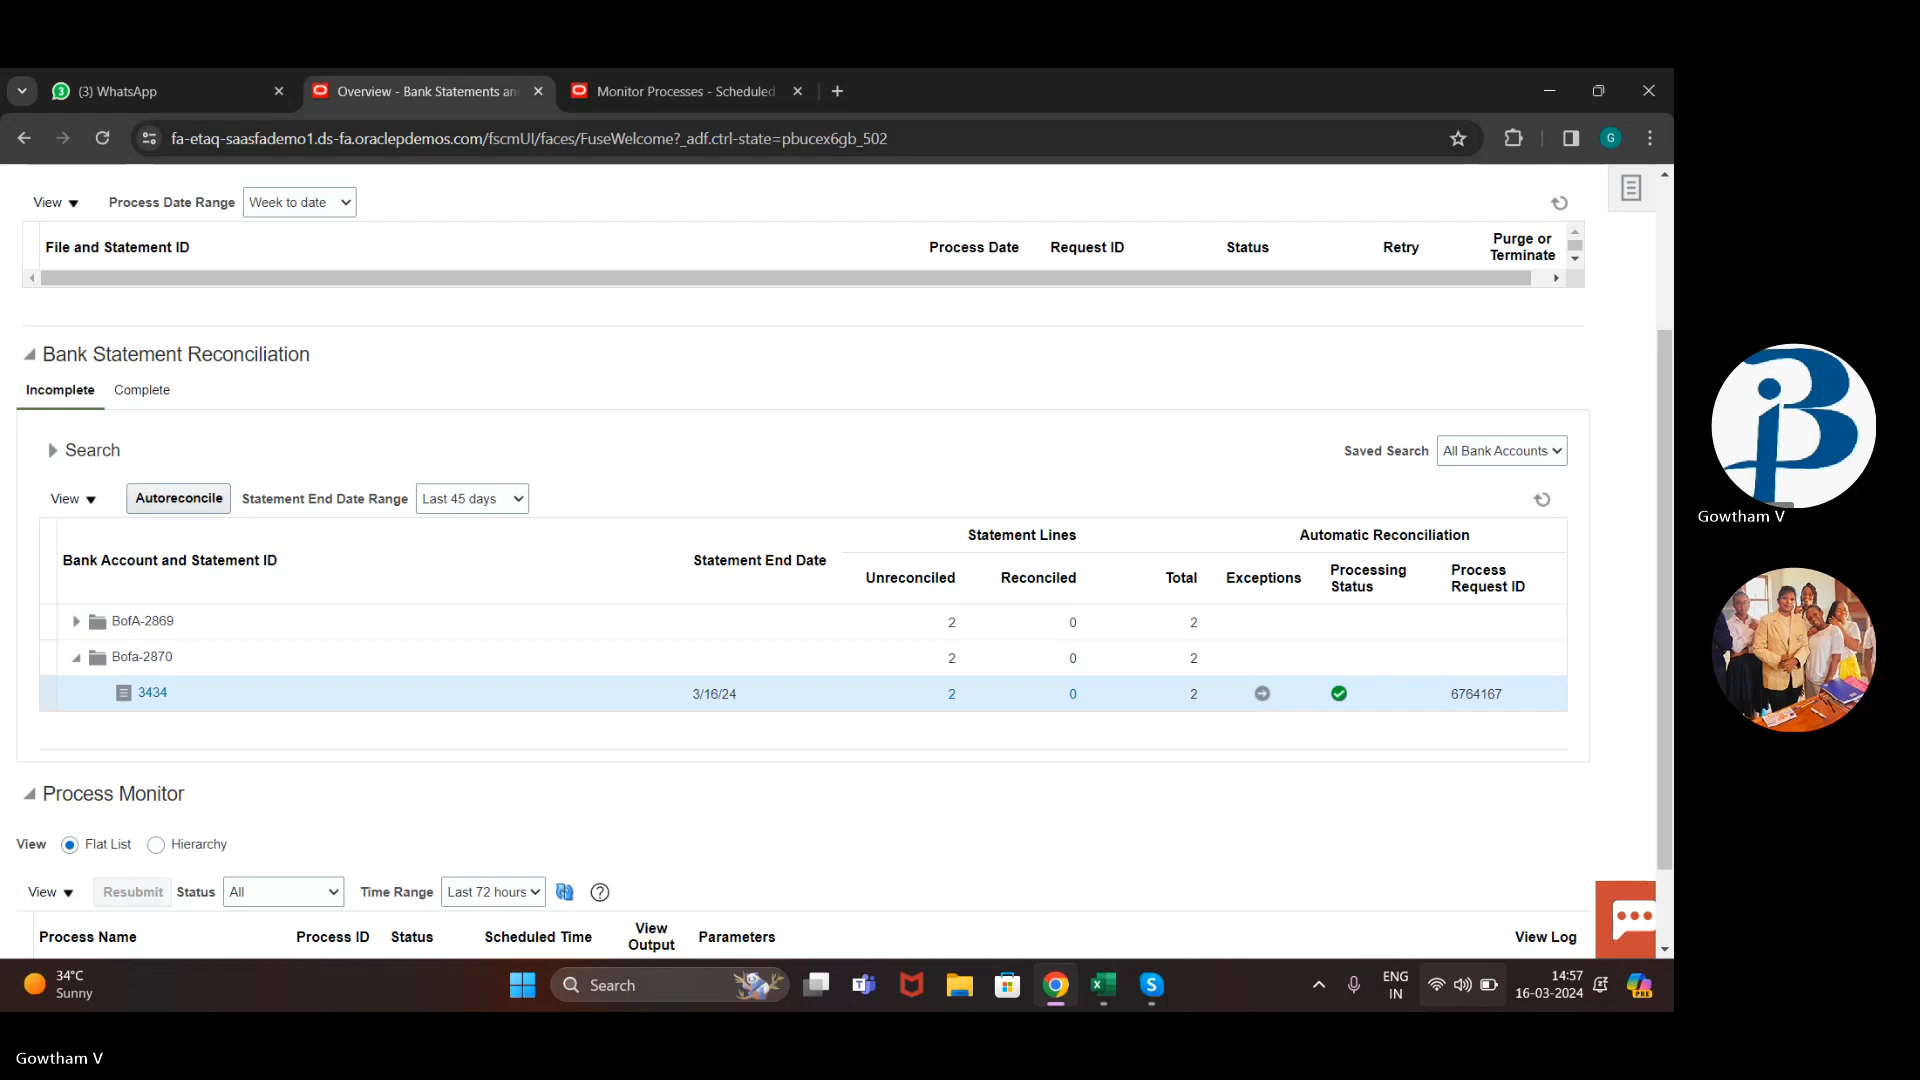 3 (3) WhatsApp
Overview - Bank Statements an
Monitor Processes - Scheduled
fa-etaq-saasfademo1.ds-fa.oraclepdemos.com/fscmUI/faces/FuseWelcome?_adf.ctrl-state=pbucex6gb_502
G
View Process Date Range Week to date
File and Statement ID Process Date Request ID Status Retry Purge or Terminate
Bank Statement Reconciliation
Incomplete Complete
Search Saved Search All Bank Accounts
View Autoreconcile Statement End Date Range Last 45 days
Statement Lines Automatic Reconciliation
Bank Account and Statement ID Statement End Date
Unreconciled Reconciled Total Exceptions Processing Status Process Request ID
BofA-2869 2 0 2
Bofa-2870 2 0 2
3434 3/16/24 2 0 2 6764167
Process Monitor
View Flat List Hierarchy
View Resubmit Status All Time Range Last 72 hours ?
Process Name Process ID Status Scheduled Time View Output Parameters View Log
34°C
Sunny
Search
ENG
IN
14:57
16-03-2024
PRE
Gowtham V
Gowtham V